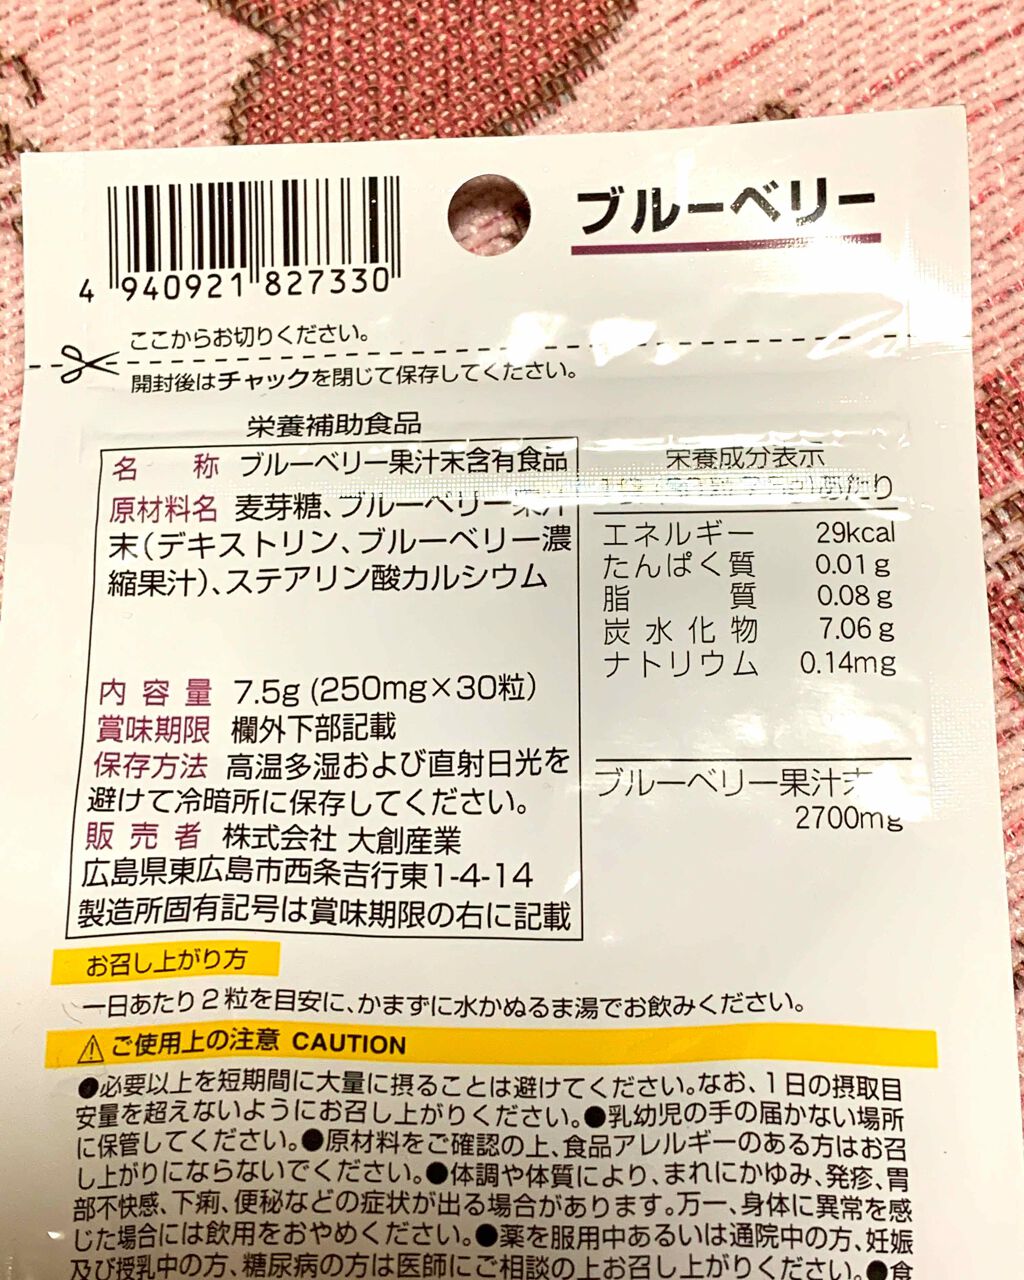 ブルーベリー
4 940921 827330
ここからお切りください。
開封後はチャックを閉じて保存してください。
栄養補助食品
名 称 ブルーベリー果汁末含有食品
原材料名 麦芽糖、ブルーベリー果汁
末(デキストリン、ブルーベリー濃
縮果汁)、ステアリン酸カルシウム
内容量 7.5g (250mg×30粒)
賞味期限 欄外下部記載
保存方法 高温多湿および直射日光を
避けて冷暗所に保存してください。
販売者 株式会社 大創産業
広島県東広島市西条吉行東1-4-14
製造所固有記号は賞味期限の右に記載
栄養成分表示
あたり
エネルギー 29kcal
たんぱく質 0.01g
脂質 0.08g
炭水化物 7.06g
ナトリウム 0.14mg
ブルーベリー果汁末
2700mg
お召し上がり方
一日あたり2粒を目安に、かまずに水かぬるま湯でお飲みください。
ご使用上の注意 CAUTION
●必要以上を短期間に大量に摂ることは避けてください。なお、1日の摂取目
安量を超えないようにお召し上がりください。●乳幼児の手の届かない場所
に保管してください。●原材料をご確認の上、食品アレルギーのある方はお召
し上がりにならないでください。●体調や体質により、まれにかゆみ、発疹、胃
部不快感、下痢、便秘などの症状が出る場合があります。万一、身体に異常を感
じた場合には飲用をおやめください。●薬を服用中あるいは通院中の方、妊娠
及び授乳中の方、糖尿病の方は医師にご相談の上お召し上がりください。●食